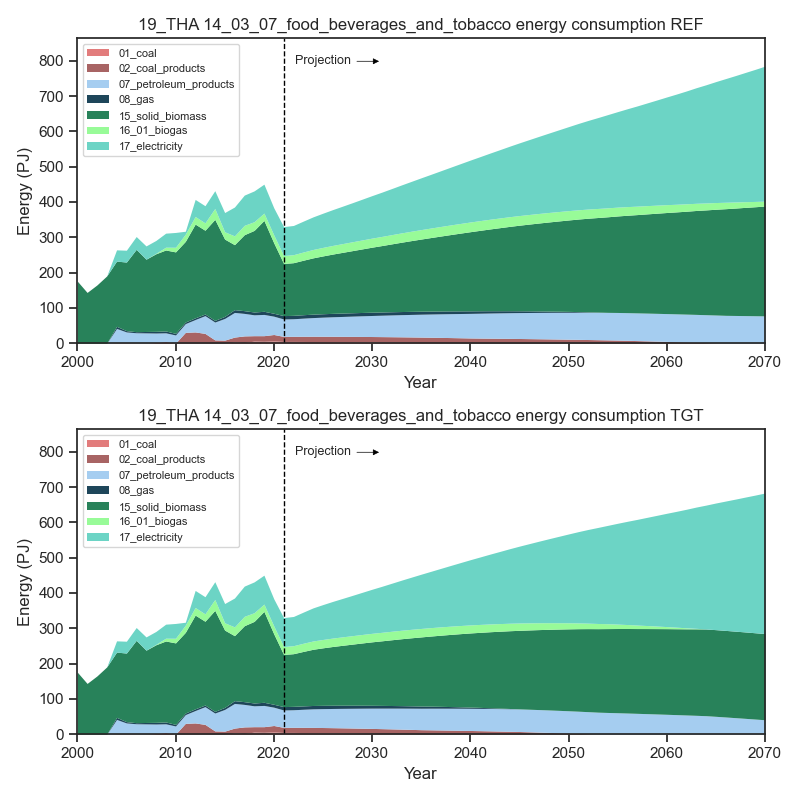 19_THA 14_03_07_food_beverages_and_tobacco energy consumption REF
800
700
600
500
400
300
200
100
0
Energy (PJ)
01_coal
02_coal_products
07_petroleum_products
08_gas
15_solid_biomass
16_01_biogas
17_electricity
Projection
2000 2010 2020 2030 2040 2050 2060 2070
Year
19_THA 14_03_07_food_beverages_and_tobacco energy consumption TGT
800
700
600
500
400
300
200
100
0
Energy (PJ)
01_coal
02_coal_products
07_petroleum_products
08_gas
15_solid_biomass
16_01_biogas
17_electricity
Projection
2000 2010 2020 2030 2040 2050 2060 2070
Year